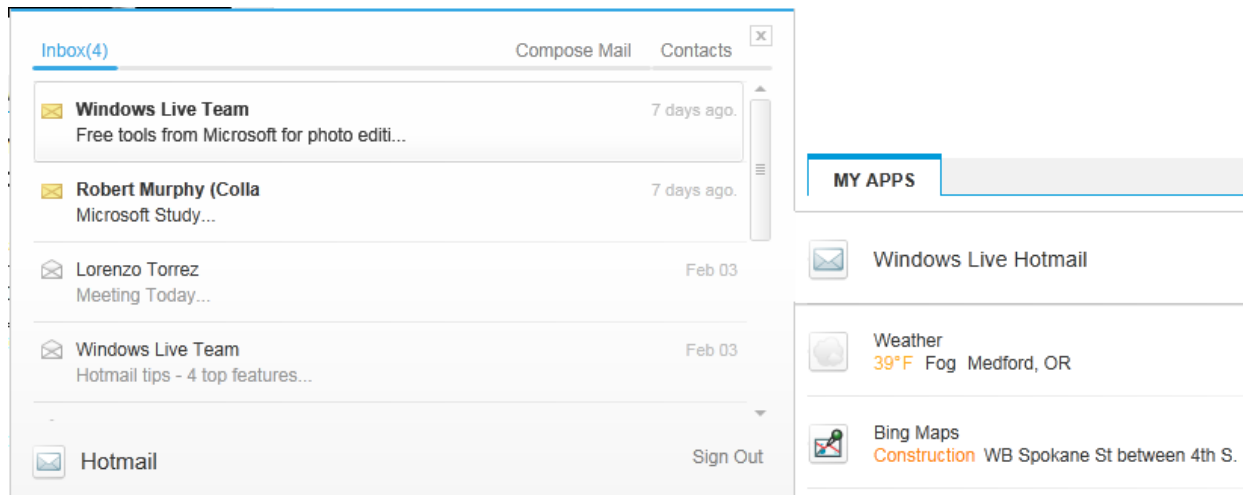 Inbox(4)
Compose Mail
Contacts
Windows Live Team
7 days ago.
Free tools from Microsoft for photo editi...
Robert Murphy (Colla
7 days ago.
Microsoft Study...
Lorenzo Torrez
Feb 03
Meeting Today...
Windows Live Team
Feb 03
Hotmail tips - 4 top features...
Hotmail
Sign Out
MY APPS
Windows Live Hotmail
Weather
39°F Fog Medford, OR
Bing Maps
Construction WB Spokane St between 4th S.